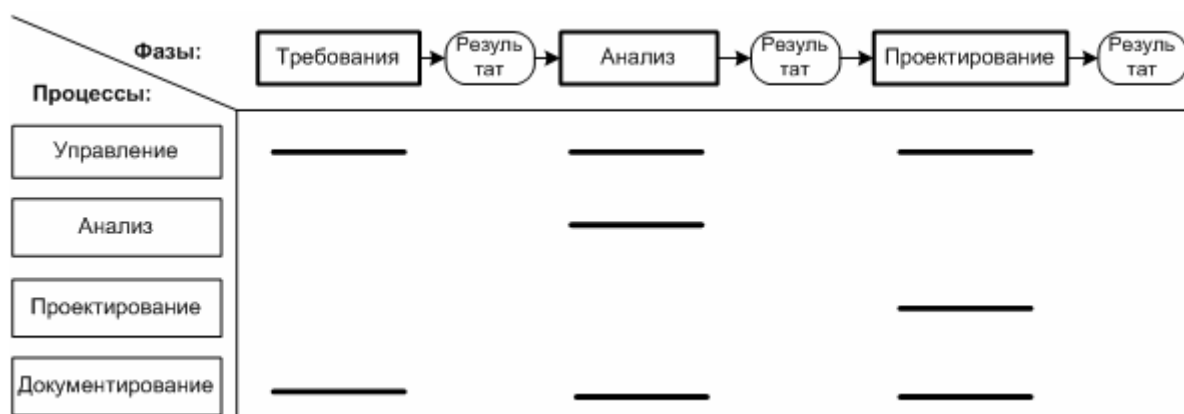 Фазы:
Требования
Резуль
тат
Анализ
Резуль
тат
Проектирование
Резуль
тат
Процессы:
Управление
Анализ
Проектирование
Документирование